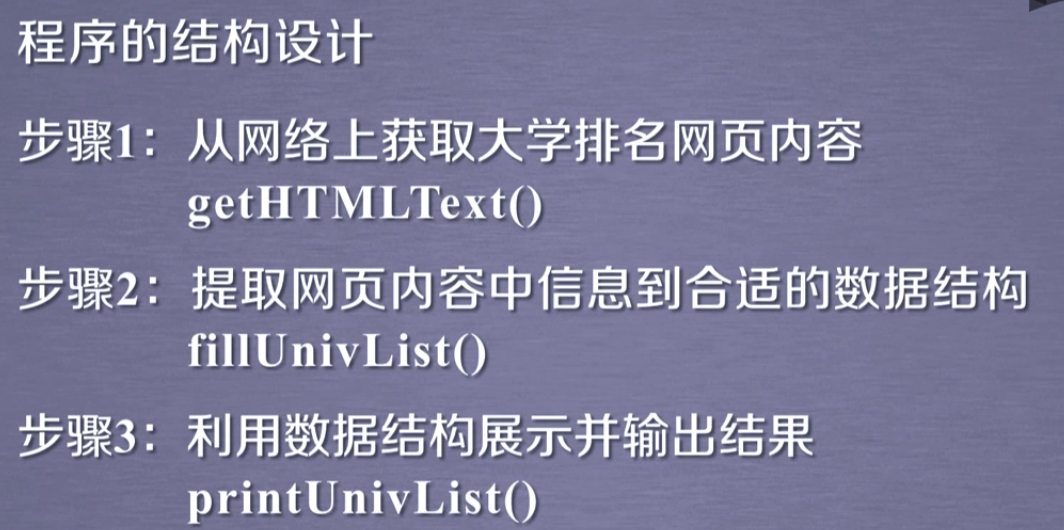 程序的结构设计
步骤1：从网络上获取大学排名网页内容
getHTMLText()
步骤2：提取网页内容中信息到合适的数据结构
fillUnivList()
步骤3：利用数据结构展示并输出结果
printUnivList()